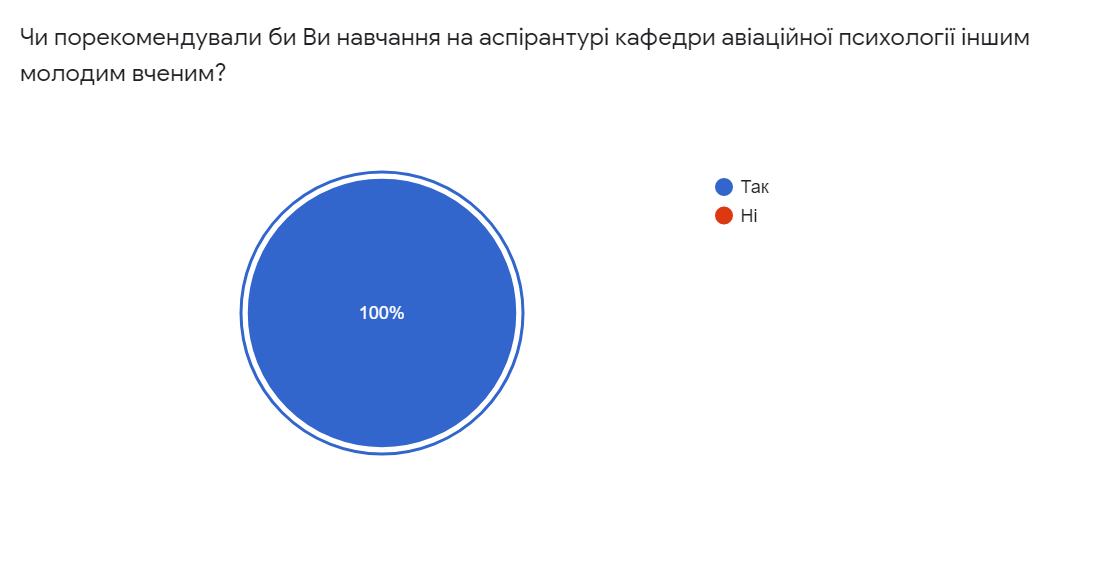 Чи порекомендували би Ви навчання на аспірантурі кафедри авіаційної психології іншим
молодим вченим?
Так
Ні
100%